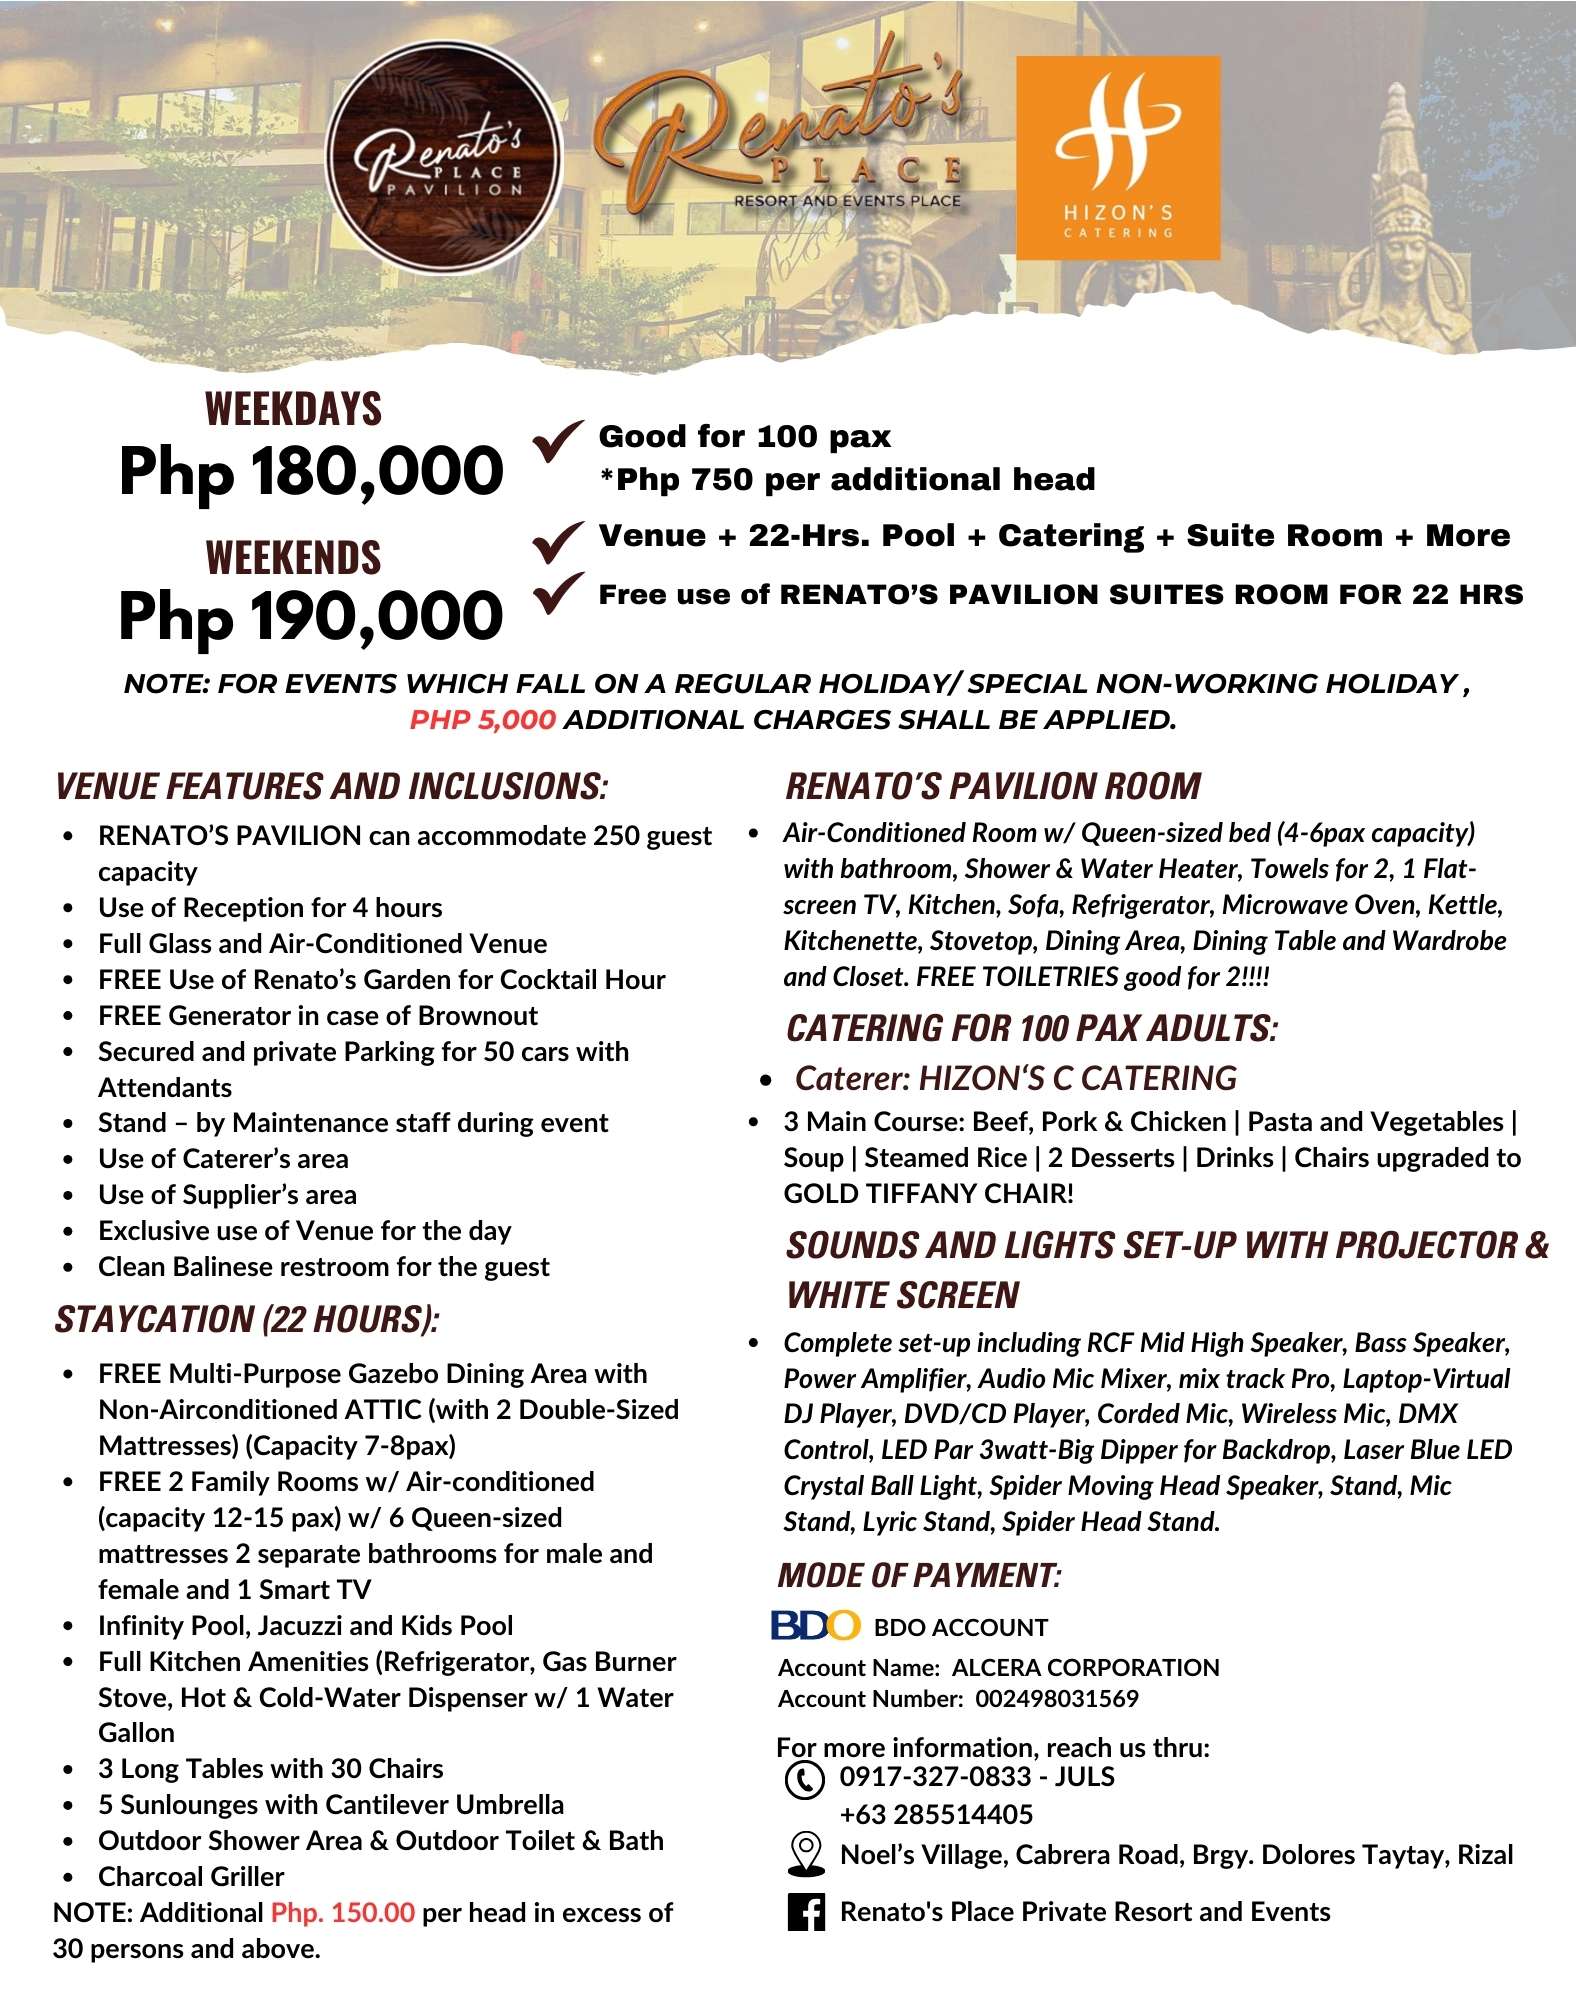 Renato's
PLACE
PAVILION
Renato's
PLACE
RESORT AND EVENTS PLACE
HIZON'S
CATERING
WEEKDAYS
Php 180,000
WEEKENDS
Php 190,000
Good for 100 pax
*Php 750 per additional head
Venue + 22-Hrs. Pool + Catering + Suite Room + More
Free use of RENATO’S PAVILION SUITES ROOM FOR 22 HRS
NOTE: FOR EVENTS WHICH FALL ON A REGULAR HOLIDAY/ SPECIAL NON-WORKING HOLIDAY ,
PHP 5,000 ADDITIONAL CHARGES SHALL BE APPLIED.
VENUE FEATURES AND INCLUSIONS:
• RENATO’S PAVILION can accommodate 250 guest
capacity
• Use of Reception for 4 hours
• Full Glass and Air-Conditioned Venue
• FREE Use of Renato’s Garden for Cocktail Hour
• FREE Generator in case of Brownout
• Secured and private Parking for 50 cars with
Attendants
• Stand – by Maintenance staff during event
• Use of Caterer’s area
• Use of Supplier’s area
• Exclusive use of Venue for the day
• Clean Balinese restroom for the guest
STAYCATION (22 HOURS):
• FREE Multi-Purpose Gazebo Dining Area with
Non-Airconditioned ATTIC (with 2 Double-Sized
Mattresses) (Capacity 7-8pax)
• FREE 2 Family Rooms w/ Air-conditioned
(capacity 12-15 pax) w/ 6 Queen-sized
mattresses 2 separate bathrooms for male and
female and 1 Smart TV
• Infinity Pool, Jacuzzi and Kids Pool
• Full Kitchen Amenities (Refrigerator, Gas Burner
Stove, Hot & Cold-Water Dispenser w/ 1 Water
Gallon
• 3 Long Tables with 30 Chairs
• 5 Sunlounges with Cantilever Umbrella
• Outdoor Shower Area & Outdoor Toilet & Bath
• Charcoal Griller
NOTE: Additional Php. 150.00 per head in excess of
30 persons and above.
RENATO’S PAVILION ROOM
• Air-Conditioned Room w/ Queen-sized bed (4-6pax capacity)
with bathroom, Shower & Water Heater, Towels for 2, 1 Flat-
screen TV, Kitchen, Sofa, Refrigerator, Microwave Oven, Kettle,
Kitchenette, Stovetop, Dining Area, Dining Table and Wardrobe
and Closet. FREE TOILETRIES good for 2!!!!
CATERING FOR 100 PAX ADULTS:
• Caterer: HIZON‘S C CATERING
• 3 Main Course: Beef, Pork & Chicken | Pasta and Vegetables |
Soup | Steamed Rice | 2 Desserts | Drinks | Chairs upgraded to
GOLD TIFFANY CHAIR!
SOUNDS AND LIGHTS SET-UP WITH PROJECTOR &
WHITE SCREEN
• Complete set-up including RCF Mid High Speaker, Bass Speaker,
Power Amplifier, Audio Mic Mixer, mix track Pro, Laptop-Virtual
DJ Player, DVD/CD Player, Corded Mic, Wireless Mic, DMX
Control, LED Par 3watt-Big Dipper for Backdrop, Laser Blue LED
Crystal Ball Light, Spider Moving Head Speaker, Stand, Mic
Stand, Lyric Stand, Spider Head Stand.
MODE OF PAYMENT:
BDO BDO ACCOUNT
Account Name: ALCERA CORPORATION
Account Number: 002498031569
For more information, reach us thru:
0917-327-0833 - JULS
+63 285514405
Noel’s Village, Cabrera Road, Brgy. Dolores Taytay, Rizal
Renato's Place Private Resort and Events